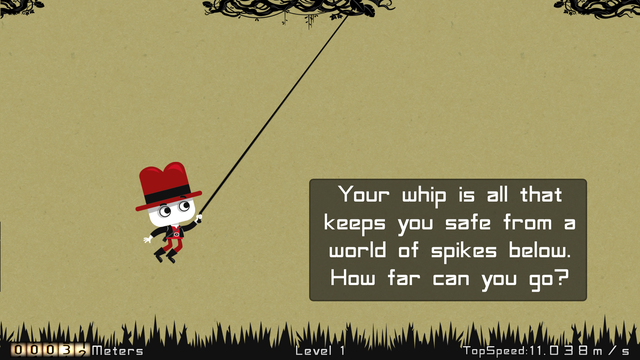 Your whip is all that
keeps you safe from a
world of spikes below.
How far can you go?
0003 Meters
Level 1
TopSpeed:11.038m/s